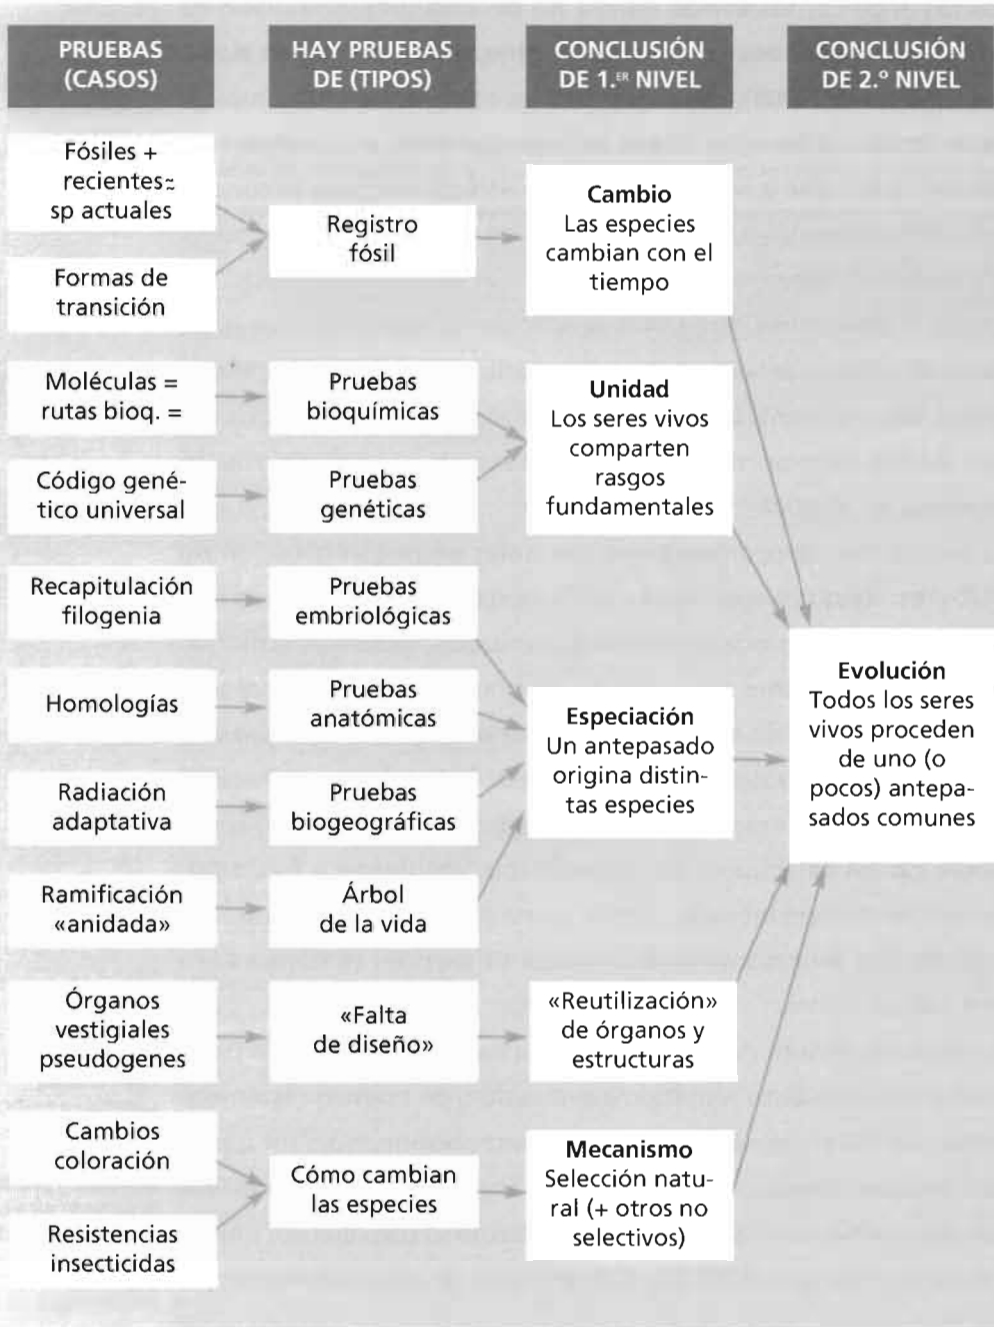 PRUEBAS
(CASOS)
HAY PRUEBAS
DE (TIPOS)
CONCLUSIÓN
DE 1.ER NIVEL
CONCLUSIÓN
DE 2.º NIVEL
Fósiles +
recientes≈
sp actuales
Formas de
transición
Registro
fósil
Cambio
Las especies
cambian con el
tiempo
Moléculas =
rutas bioq. =
Pruebas
bioquímicas
Código gené-
tico universal
Pruebas
genéticas
Unidad
Los seres vivos
comparten
rasgos
fundamentales
Recapitulación
filogenia
Pruebas
embriológicas
Homologías
Pruebas
anatómicas
Radiación
adaptativa
Pruebas
biogeográficas
Ramificación
«anidada»
Árbol
de la vida
Especiación
Un antepasado
origina distin-
tas especies
Evolución
Todos los seres
vivos proceden
de uno (o
pocos) antepa-
sados comunes
Órganos
vestigiales
pseudogenes
«Falta
de diseño»
«Reutilización»
de órganos y
estructuras
Cambios
coloración
Resistencias
insecticidas
Cómo cambian
las especies
Mecanismo
Selección natu-
ral (+ otros no
selectivos)